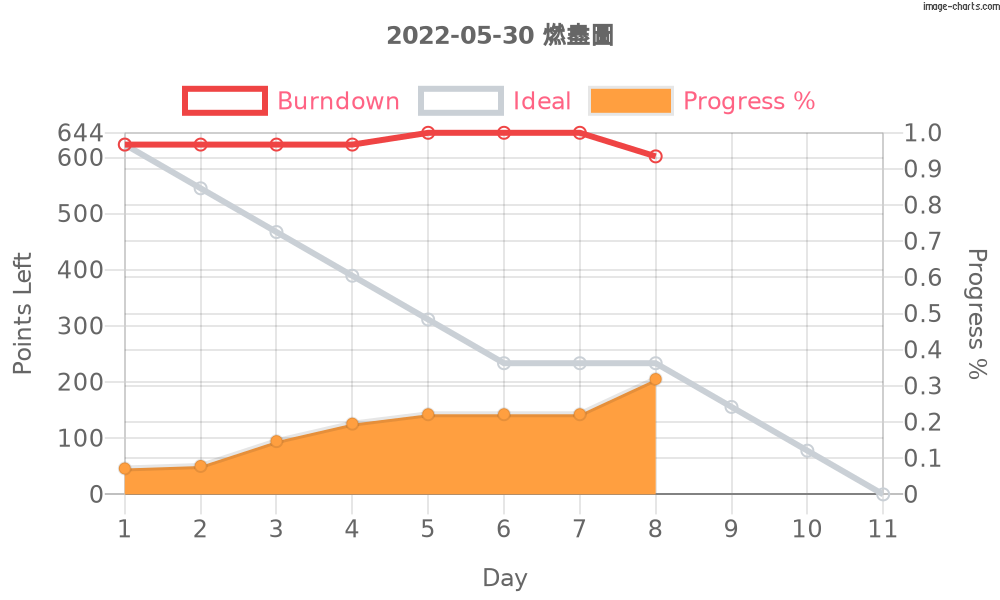 image-charts.com
2022-05-30 燃盡圖
Burndown Ideal Progress %
644 1.0
600 0.9
0.8
500 0.7
400 0.6
300 0.5
0.4
200 0.3
0.2
100 0.1
0 0
Points Left
Progress %
1 2 3 4 5 6 7 8 9 10 11
Day